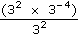 (3² × 3⁻⁴)
3²